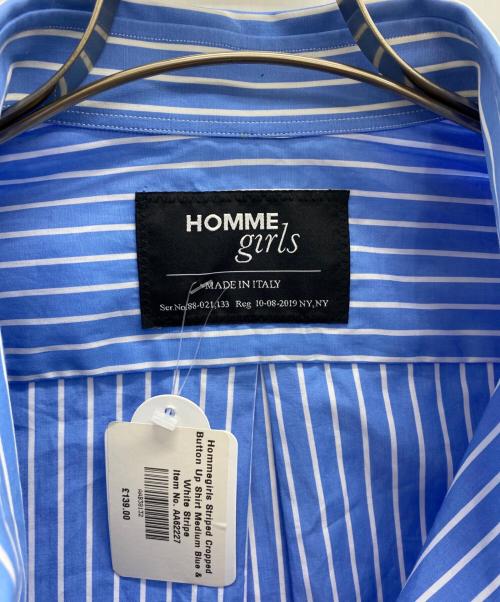 HOMME
girls
MADE IN ITALY
Ser.No.88-021,133 Reg 10-08-2019 NY,NY
Hommegirls Striped Cropped
Button Up Shirt Medium Blue &
White Stripe
Item No. AA62227
£139.00